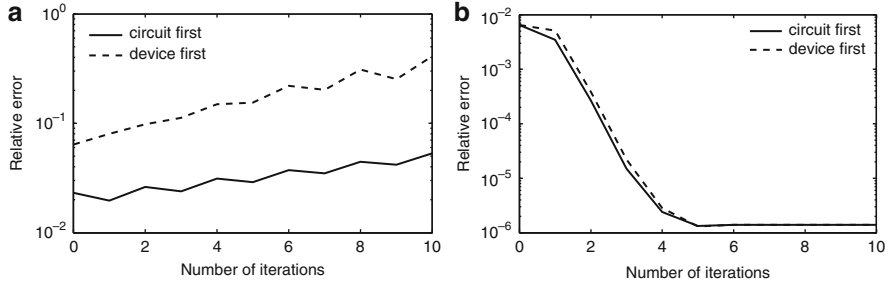 a
10⁰
10⁻¹
10⁻²
Relative error
circuit first
device first
0 2 4 6 8 10
Number of iterations
b
10⁻²
10⁻³
10⁻⁴
10⁻⁵
10⁻⁶
Relative error
circuit first
device first
0 2 4 6 8 10
Number of iterations